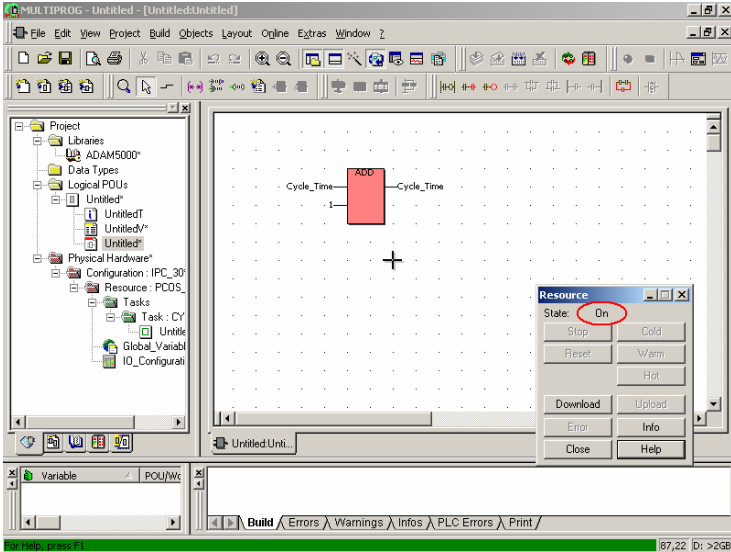 MULTIPROG - Untitled - [Untitled:Untitled]
File Edit View Project Build Objects Layout Online Extras Window ?
Project
Libraries
ADAM5000*
Data Types
Logical POUs
Untitled*
UntitledT
UntitledV*
Untitled*
Physical Hardware*
Configuration : IPC_30
Resource : PCOS_
Tasks
Task : CY
Untitle
Global_Variabl
IO_Configurati
ADD
Cycle_Time
Cycle_Time
1
Untitled:Unti...
Resource
State: On
Stop Cold
Reset Warm
Hot
Download Upload
Error Info
Close Help
Variable POU/Wo
Build Errors Warnings Infos PLC Errors Print
For Help, press F1
87,22 D: >2GB